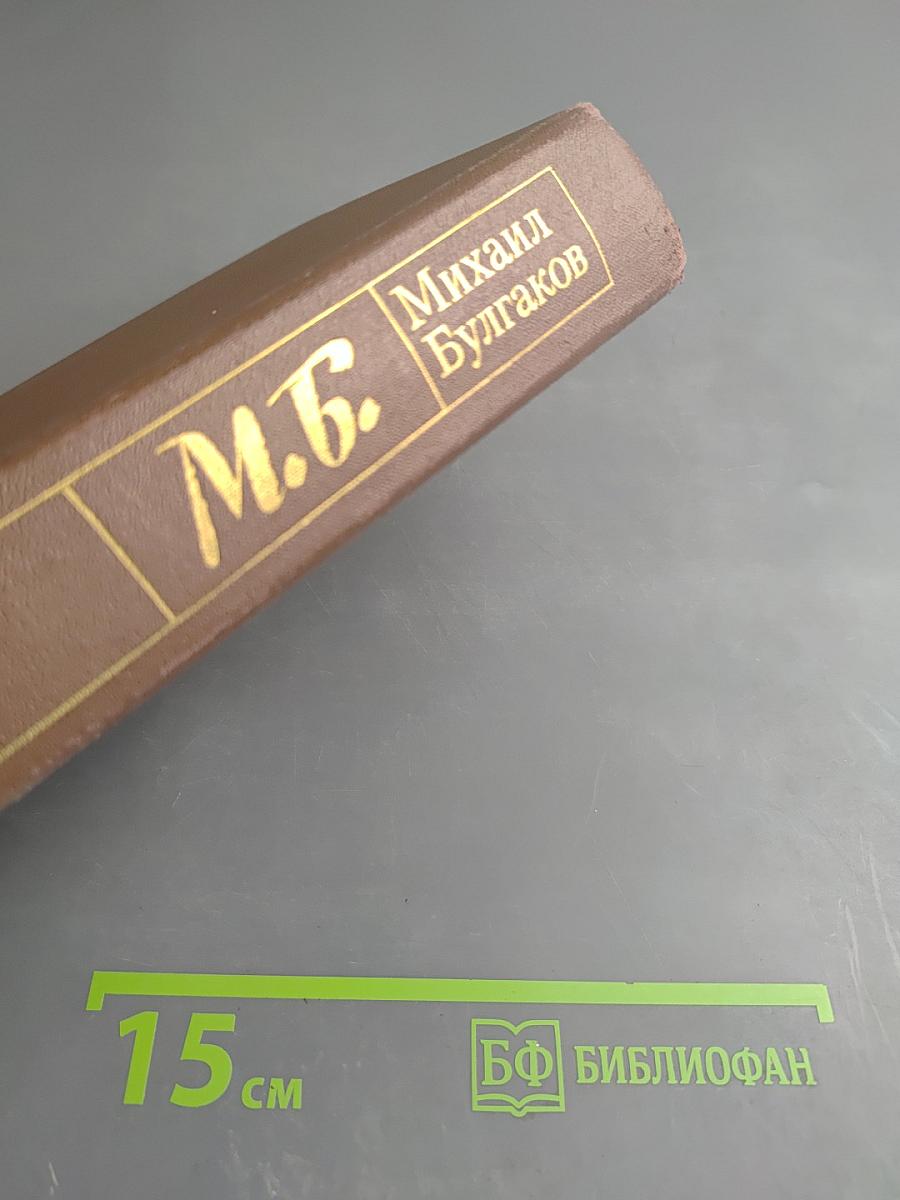 Михаил
Булгаков
М.Б.
15 см
БФ БИБЛИОФАН